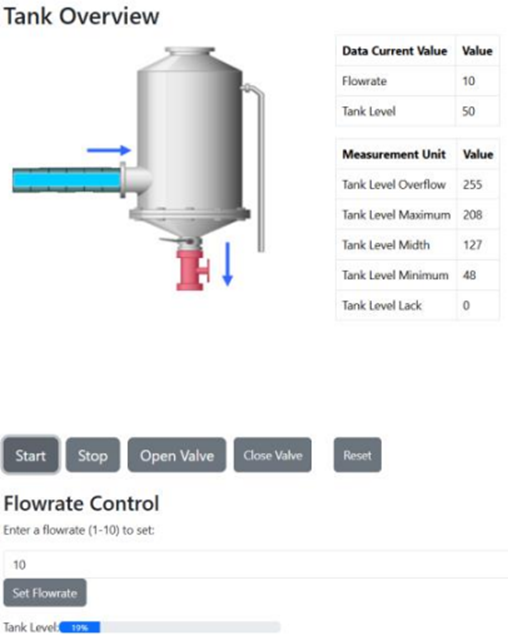 Tank Overview
Data Current Value Value
Flowrate 10
Tank Level 50
Measurement Unit Value
Tank Level Overflow 255
Tank Level Maximum 208
Tank Level Midth 127
Tank Level Minimum 48
Tank Level Lack 0
Start Stop Open Valve Close Valve Reset
Flowrate Control
Enter a flowrate (1-10) to set:
10
Set Flowrate
Tank Level: 19%